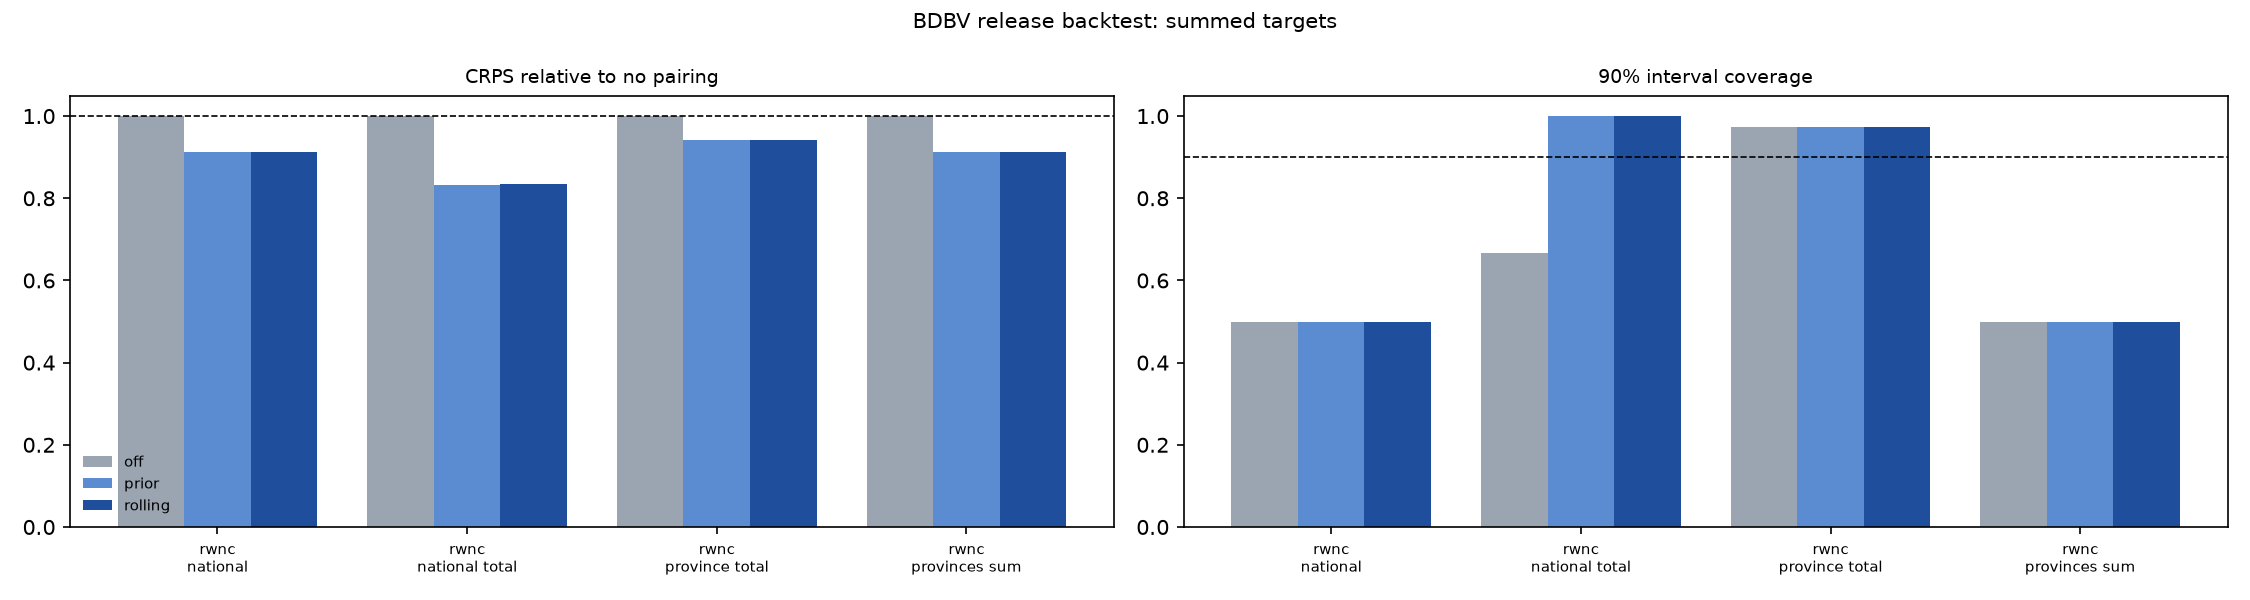 BDBV release backtest: summed targets
CRPS relative to no pairing
1.0
0.8
0.6
0.4
0.2
0.0
off
prior
rolling
rwnc
national
rwnc
national total
rwnc
province total
rwnc
provinces sum
90% interval coverage
1.0
0.8
0.6
0.4
0.2
0.0
rwnc
national
rwnc
national total
rwnc
province total
rwnc
provinces sum